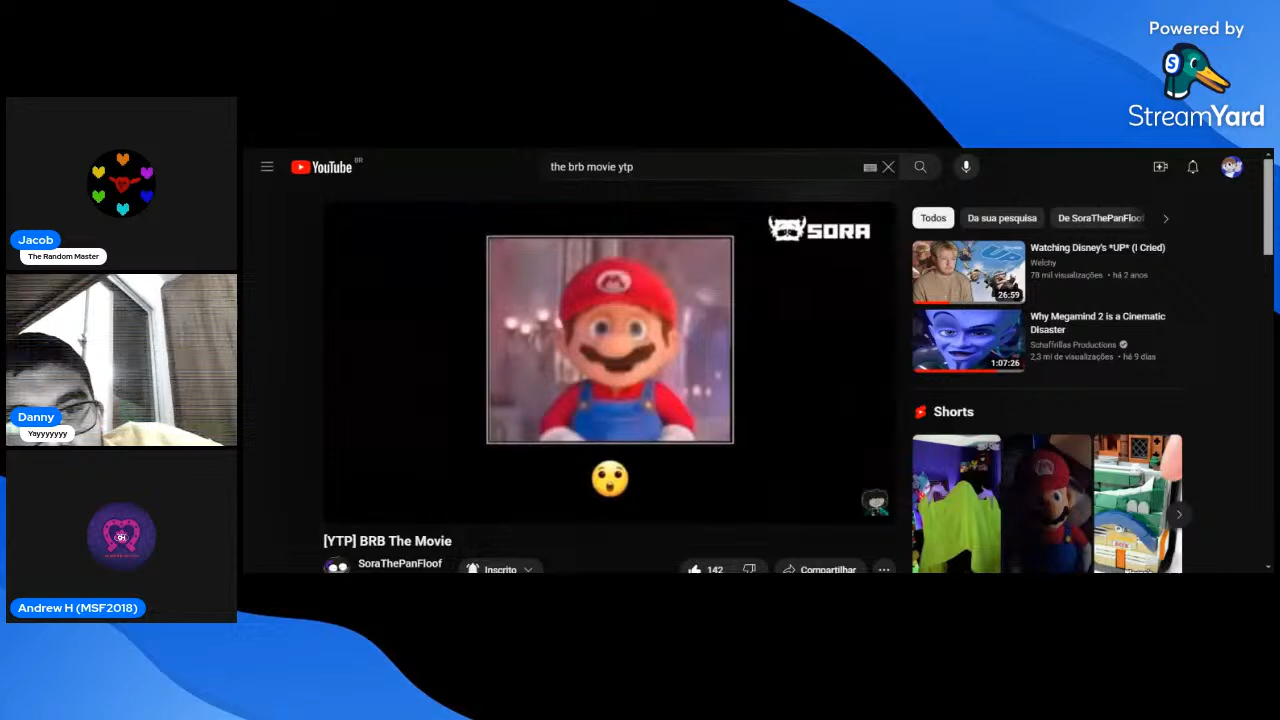 Powered by
StreamYard
S
Jacob
The Random Master
Danny
Yayyyyyyy
Andrew H (MSF2018)
YouTube
BR
the brb movie ytp
SORA
M
[YTP] BRB The Movie
SoraThePanFloof
Inscrito
142
Compartilhar
Todos
Da sua pesquisa
De SoraThePanFloof
UP
26:59
Watching Disney's *UP* (I Cried)
Welchy
78 mil visualizações • há 2 anos
1:07:26
Why Megamind 2 is a Cinematic
Disaster
Schaffrillas Productions
2,3 mi de visualizações • há 9 dias
Shorts